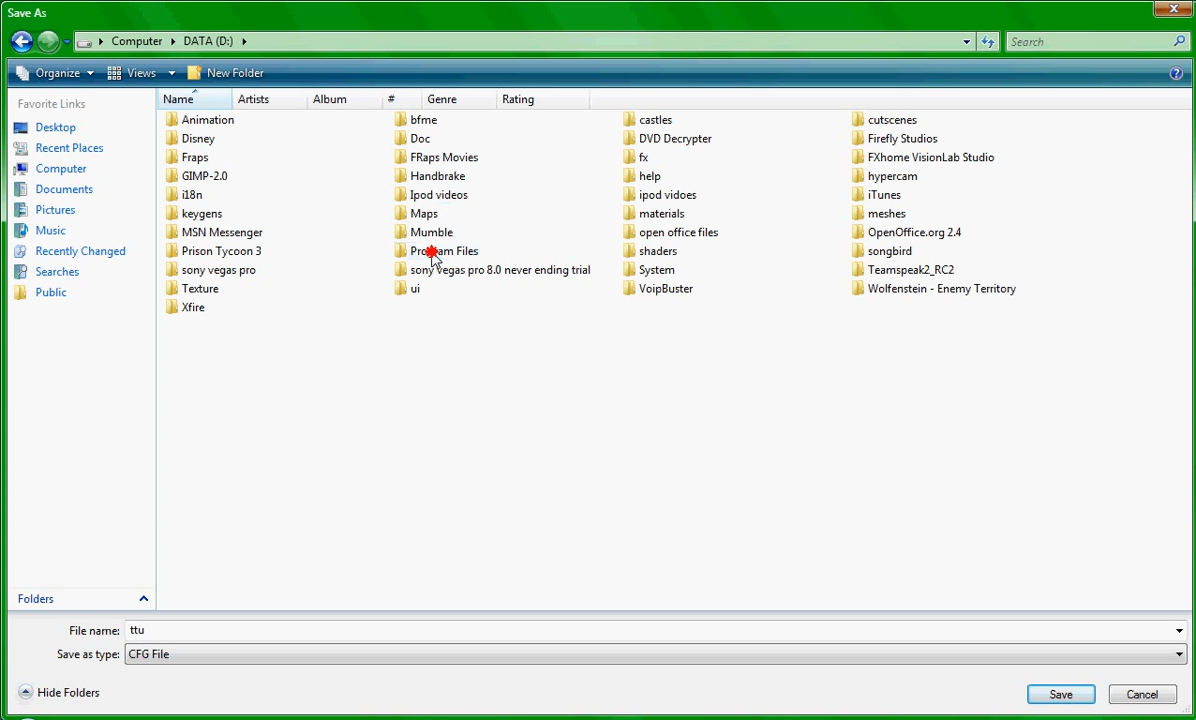 Save As
Computer DATA (D:)
Search
Organize Views New Folder
Favorite Links
Desktop
Recent Places
Computer
Documents
Pictures
Music
Recently Changed
Searches
Public
Folders
Name Artists Album # Genre Rating
Animation bfme castles cutscenes
Disney Doc DVD Decrypter Firefly Studios
Fraps FRaps Movies fx FXhome VisionLab Studio
GIMP-2.0 Handbrake help hypercam
i18n Ipod videos ipod vidoes iTunes
keygens Maps materials meshes
MSN Messenger Mumble open office files OpenOffice.org 2.4
Prison Tycoon 3 Program Files shaders songbird
sony vegas pro sony vegas pro 8.0 never ending trial System Teamspeak2_RC2
Texture ui VoipBuster Wolfenstein - Enemy Territory
Xfire
File name: ttu
Save as type: CFG File
Hide Folders Save Cancel